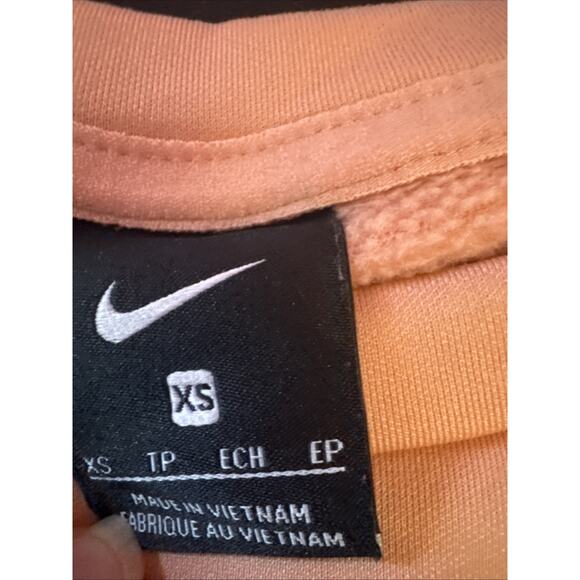 XS
XS TP ECH EP
MADE IN VIETNAM
FABRIQUE AU VIETNAM